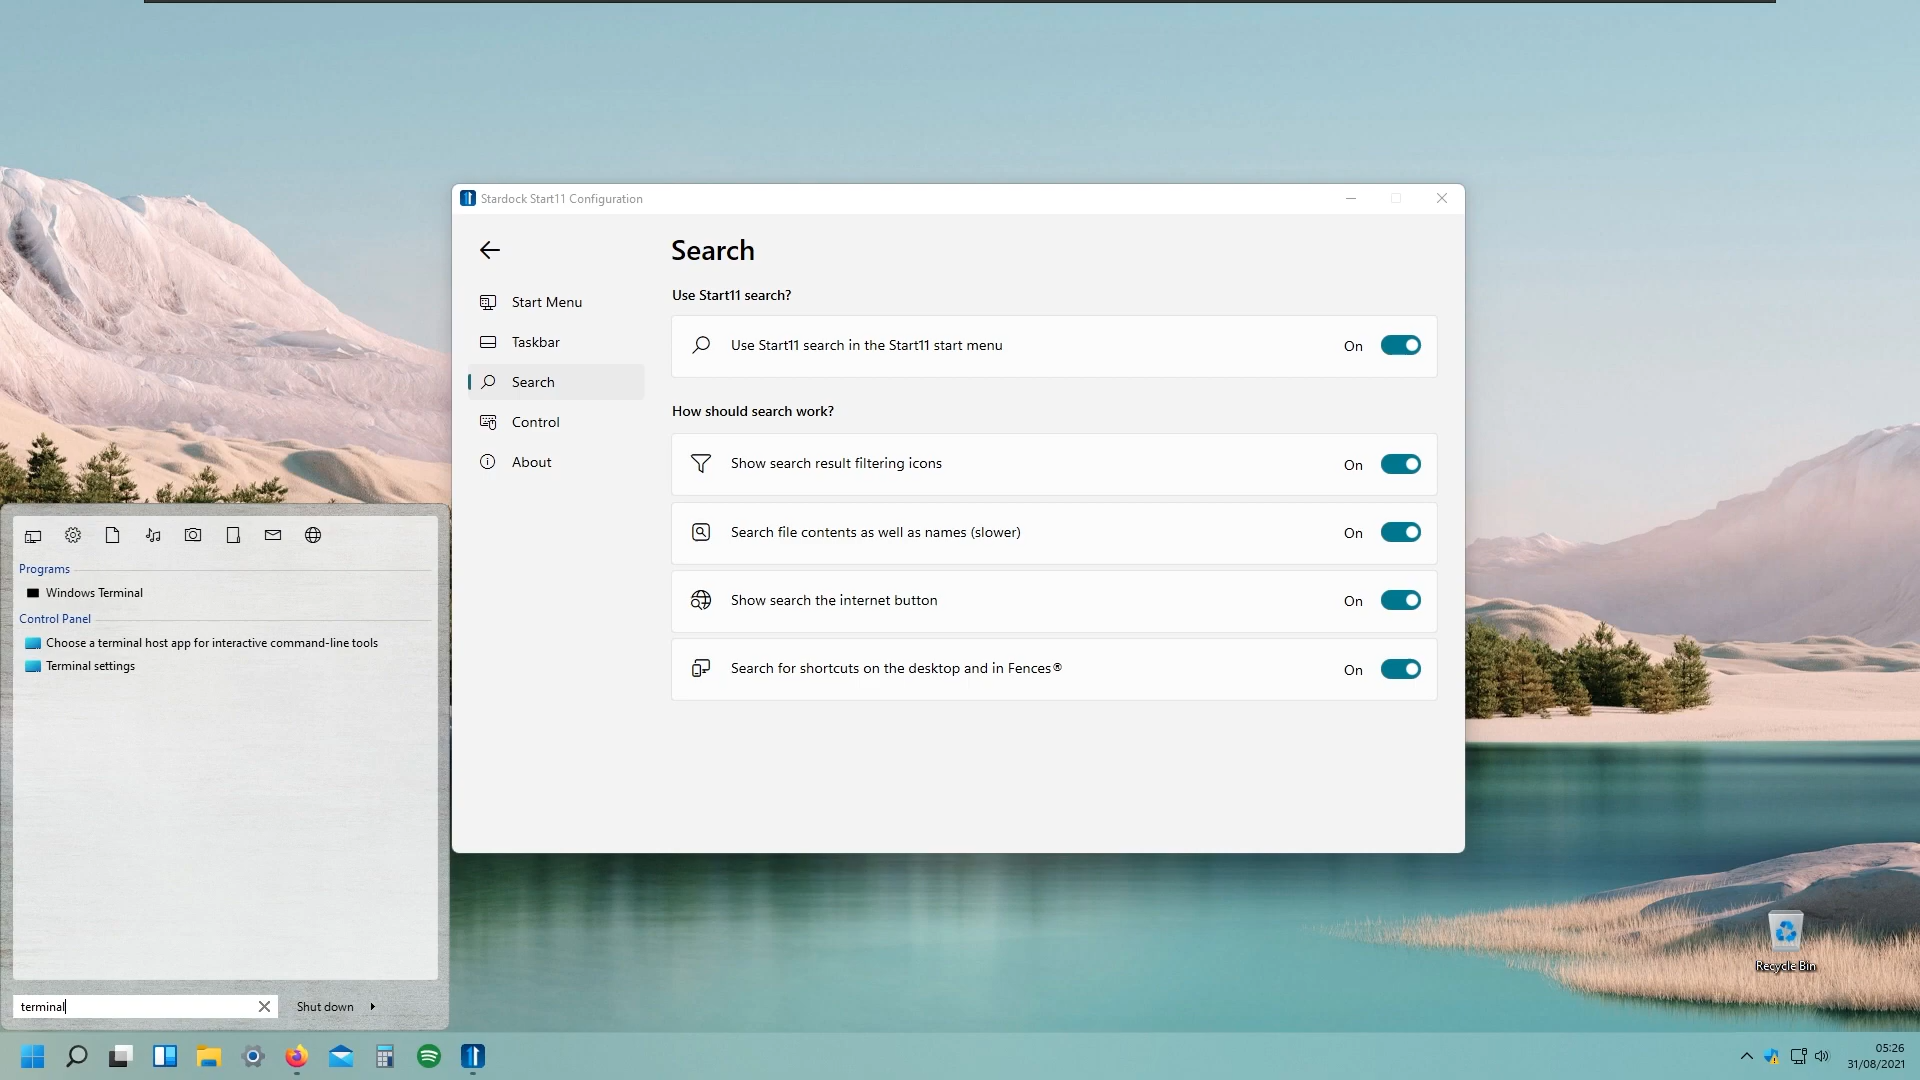 Stardock Start11 Configuration
Search
Start Menu
Taskbar
Search
Control
About
Use Start11 search?
Use Start11 search in the Start11 start menu
On
How should search work?
Show search result filtering icons
On
Search file contents as well as names (slower)
On
Show search the internet button
On
Search for shortcuts on the desktop and in Fences®
On
Programs
Windows Terminal
Control Panel
Choose a terminal host app for interactive command-line tools
Terminal settings
terminal
Shut down
Recycle Bin
05:26
31/08/2021